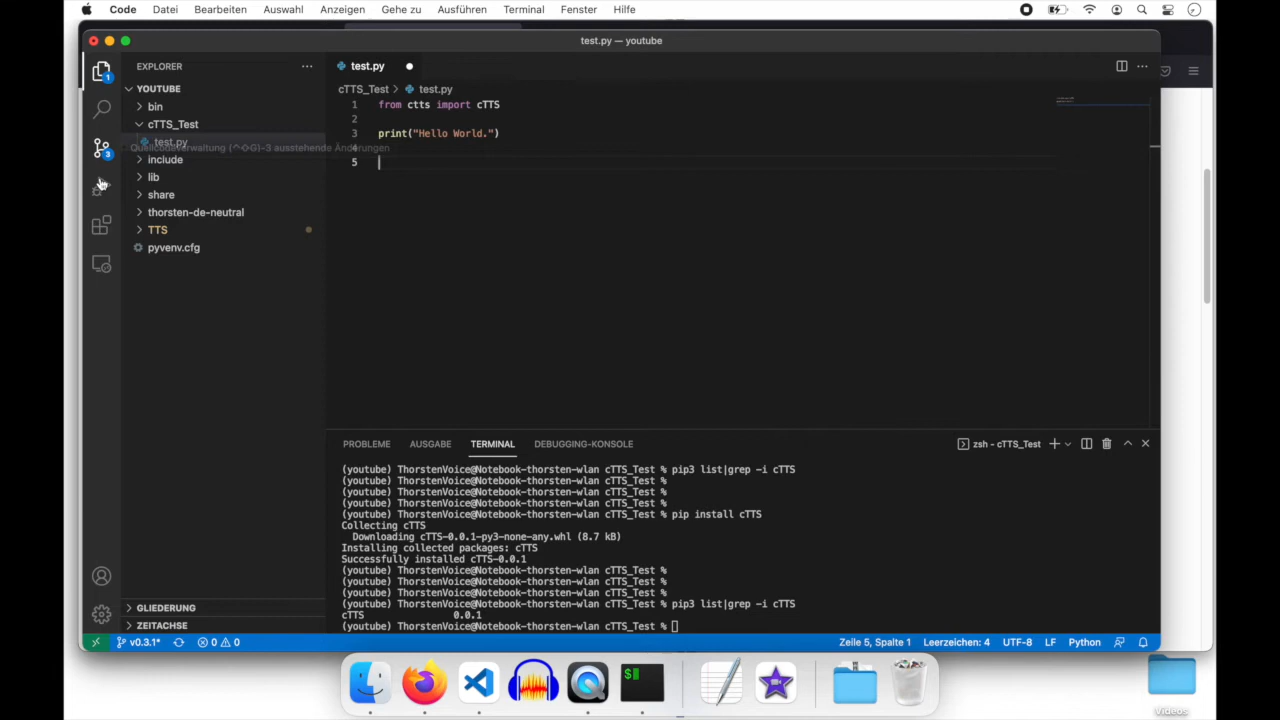 Code Datei Bearbeiten Auswahl Anzeigen Gehe zu Ausführen Terminal Fenster Hilfe
test.py — youtube
EXPLORER
test.py
YOUTUBE
cTTS_Test > test.py
bin
cTTS_Test
test.py
Quellcodeverwaltung (^⇧G)-3 ausstehende Änderungen
include
lib
share
thorsten-de-neutral
TTS
pyvenv.cfg
1
3
1 from ctts import cTTS
2
3 print("Hello World.")
4
5
PROBLEME AUSGABE TERMINAL DEBUGGING-KONSOLE
zsh - cTTS_Test
(youtube) ThorstenVoice@Notebook-thorsten-wlan cTTS_Test % pip3 list|grep -i cTTS
(youtube) ThorstenVoice@Notebook-thorsten-wlan cTTS_Test %
(youtube) ThorstenVoice@Notebook-thorsten-wlan cTTS_Test %
(youtube) ThorstenVoice@Notebook-thorsten-wlan cTTS_Test %
(youtube) ThorstenVoice@Notebook-thorsten-wlan cTTS_Test % pip install cTTS
Collecting cTTS
Downloading cTTS-0.0.1-py3-none-any.whl (8.7 kB)
Installing collected packages: cTTS
Successfully installed cTTS-0.0.1
(youtube) ThorstenVoice@Notebook-thorsten-wlan cTTS_Test %
(youtube) ThorstenVoice@Notebook-thorsten-wlan cTTS_Test %
(youtube) ThorstenVoice@Notebook-thorsten-wlan cTTS_Test %
(youtube) ThorstenVoice@Notebook-thorsten-wlan cTTS_Test % pip3 list|grep -i cTTS
cTTS 0.0.1
(youtube) ThorstenVoice@Notebook-thorsten-wlan cTTS_Test %
GLIEDERUNG
ZEITACHSE
v0.3.1* 0 0
Zeile 5, Spalte 1 Leerzeichen: 4 UTF-8 LF Python
Videos